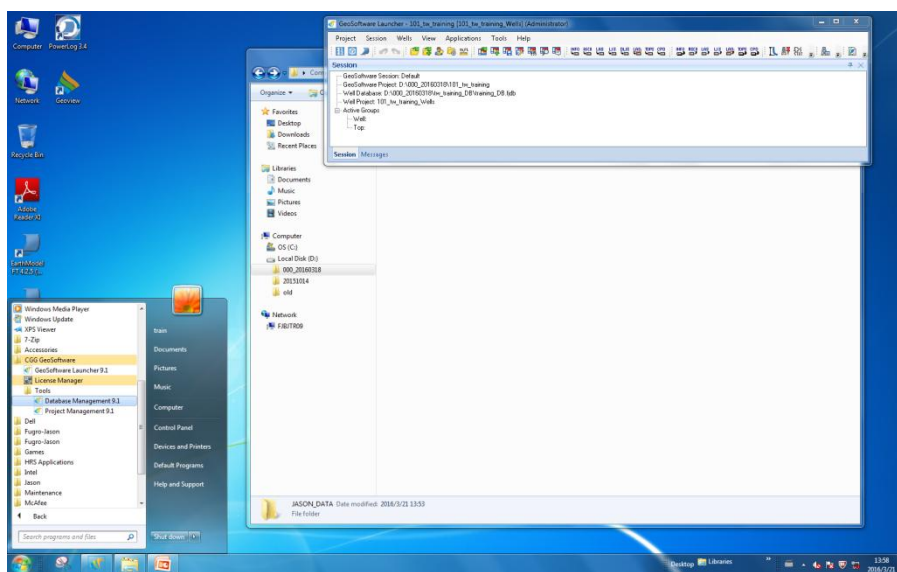 Computer
PowerLog 3.4
Network
Geoview
Recycle Bin
Adobe
Reader XI
EarthModel
FT 4.2.5 (...
GeoSoftware Launcher - 101_tw_training [101_tw_training_Wells] (Administrator)
Project Session Wells View Applications Tools Help
Session
GeoSoftware Session: Default
GeoSoftware Project: D:\000_20160318\101_tw_training
Well Database: D:\000_20160318\tw_training_DB\training_DB.fdb
Well Project: 101_tw_training_Wells
Active Groups
Well:
Top:
Session Messages
Organize
Favorites
Desktop
Downloads
Recent Places
Libraries
Documents
Music
Pictures
Videos
Computer
OS (C:)
Local Disk (D:)
000_20160318
20151014
old
Network
FJBJTR09
JASON_DATA Date modified: 2016/3/21 13:53
File folder
Windows Media Player
Windows Update
XPS Viewer
7-Zip
Accessories
CGG GeoSoftware
GeoSoftware Launcher 9.1
License Manager
Tools
Database Management 9.1
Project Management 9.1
Dell
Fugro-Jason
Fugro-Jason
Games
HRS Applications
Intel
Jason
Maintenance
McAfee
Back
Search programs and files
train
Documents
Pictures
Music
Computer
Control Panel
Devices and Printers
Default Programs
Help and Support
Shut down
Desktop
Libraries
13:58
2016/3/21